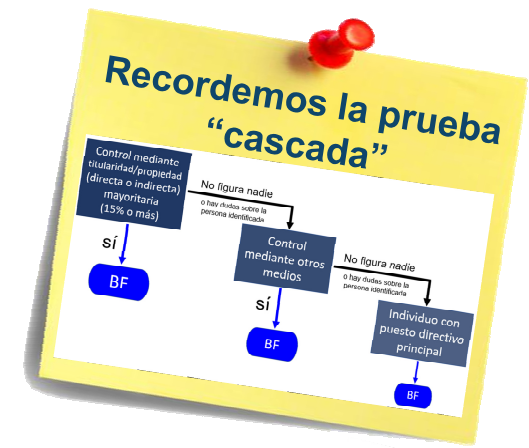 Recordemos la prueba
“cascada”
Control mediante
titularidad/propiedad
(directa o indirecta)
mayoritaria
(15% o más)
No figura nadie
o hay dudas sobre la
persona identificada
sí
BF
Control
mediante otros
medios
No figura nadie
o hay dudas sobre la
persona identificada
sí
BF
Individuo con
puesto directivo
principal
BF